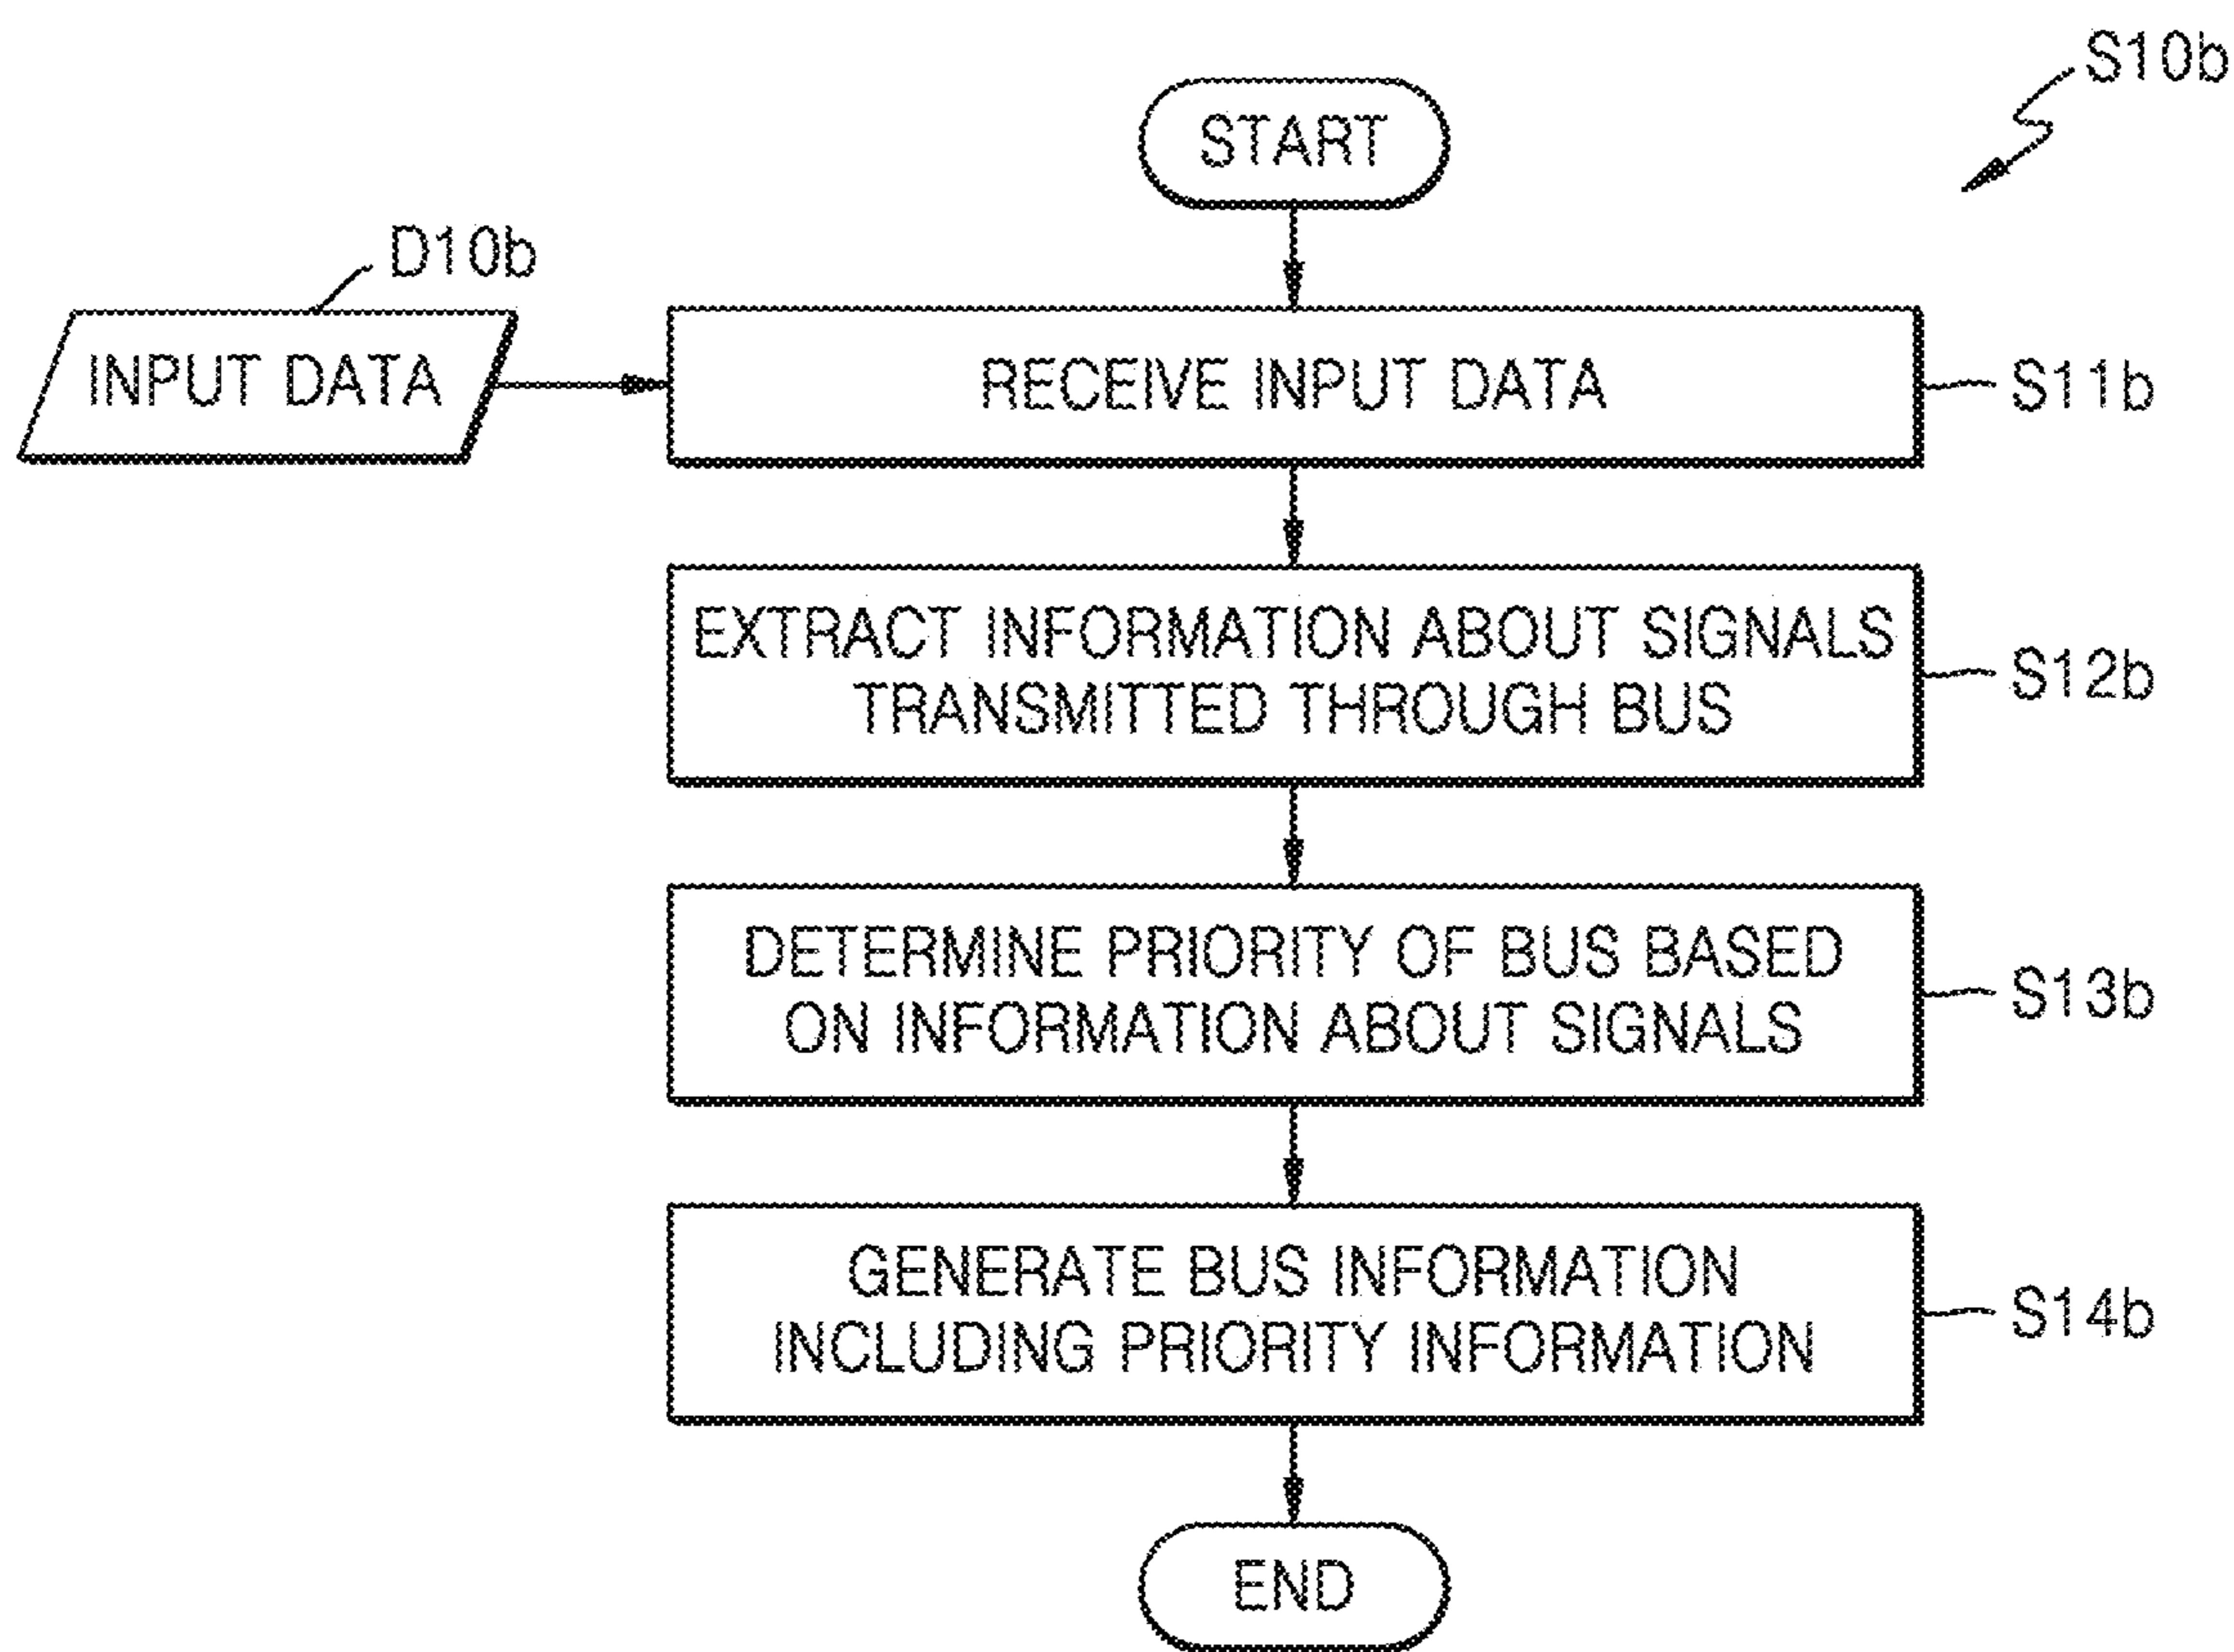 S10b
START
D10b
INPUT DATA
RECEIVE INPUT DATA
S11b
EXTRACT INFORMATION ABOUT SIGNALS
TRANSMITTED THROUGH BUS
S12b
DETERMINE PRIORITY OF BUS BASED
ON INFORMATION ABOUT SIGNALS
S13b
GENERATE BUS INFORMATION
INCLUDING PRIORITY INFORMATION
S14b
END